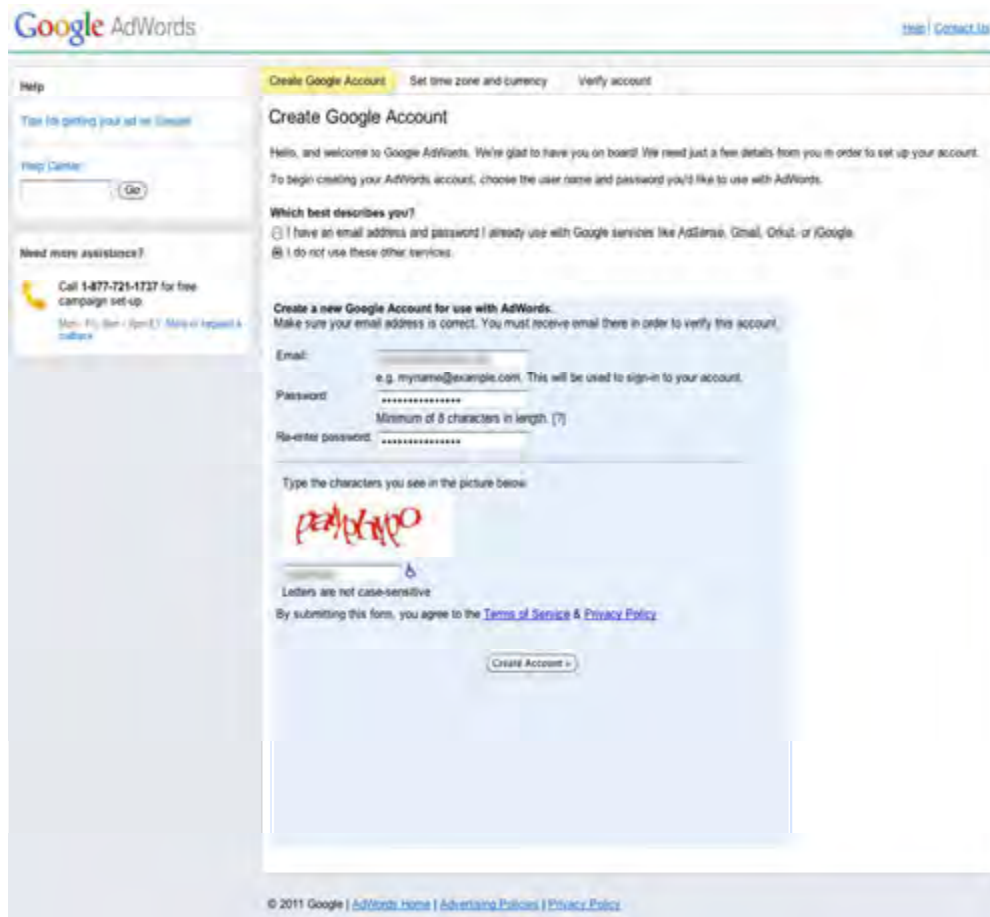 Google AdWords
Help | Contact Us
Help
Tips for getting your ad on Google
Help Center
Go
Need more assistance?
Call 1-877-721-1737 for free
campaign set-up.
Create Google Account Set time zone and currency Verify account
Create Google Account
Hello, and welcome to Google AdWords. We're glad to have you on board! We need just a few details from you in order to set up your account.
To begin creating your AdWords account, choose the user name and password you'd like to use with AdWords.
Which best describes you?
I have an email address and password I already use with Google services like AdSense, Gmail, Orkut, or iGoogle.
I do not use these other services.
Create a new Google Account for use with AdWords.
Make sure your email address is correct. You must receive email there in order to verify this account.
Email:
e.g. myname@example.com. This will be used to sign-in to your account.
Password:
Minimum of 8 characters in length. [?]
Re-enter password:
Type the characters you see in the picture below.
Letters are not case-sensitive
By submitting this form, you agree to the Terms of Service & Privacy Policy
Create Account »
© 2011 Google | AdWords Home | Advertising Policies | Privacy Policy